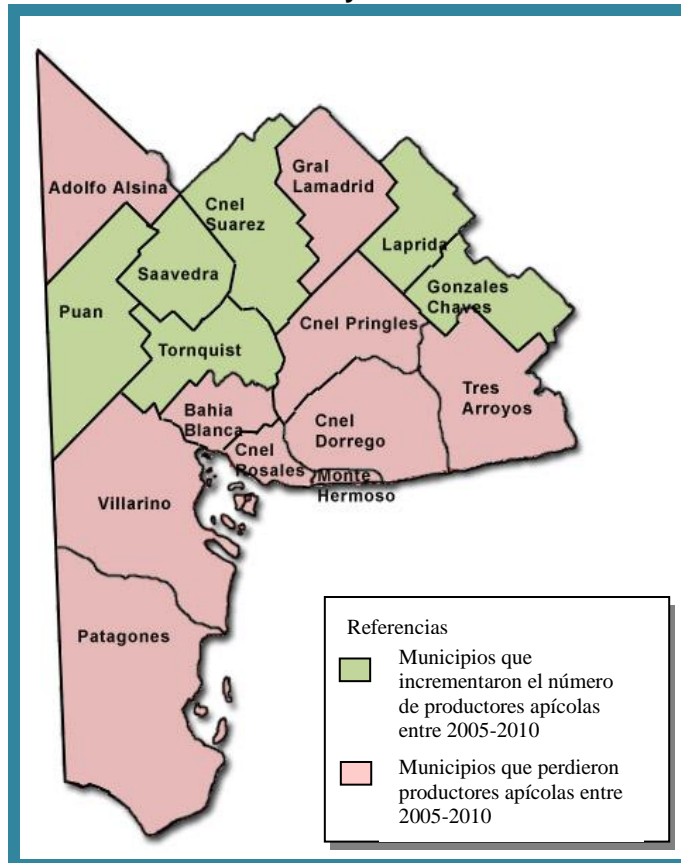 Adolfo Alsina
Cnel
Suarez
Gral
Lamadrid
Laprida
Saavedra
Gonzales
Chaves
Puan
Cnel Pringles
Tornquist
Tres
Arroyos
Bahia
Blanca
Cnel
Dorrego
Cnel
Rosales
Monte
Hermoso
Villarino
Patagones
Referencias
Municipios que
incrementaron el número
de productores apícolas
entre 2005-2010
Municipios que perdieron
productores apícolas entre
2005-2010